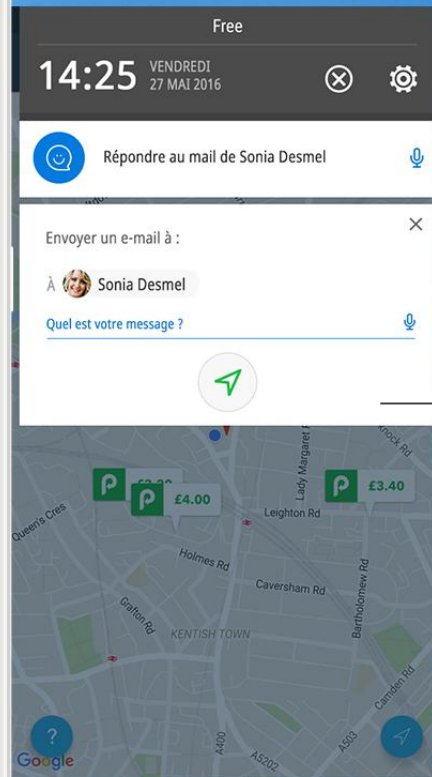 Free
14:25
VENDREDI
27 MAI 2016
Répondre au mail de Sonia Desmel
Envoyer un e-mail à :
À Sonia Desmel
Quel est votre message ?
Lady Margaret
Knock Rd
£4.00
£3.40
Leighton Rd
Queen's Cres
Holmes Rd
Caversham Rd
Bartholomew Rd
Grafton Rd
KENTISH TOWN
Camden Rd
?
A400
A503
A5202
Google